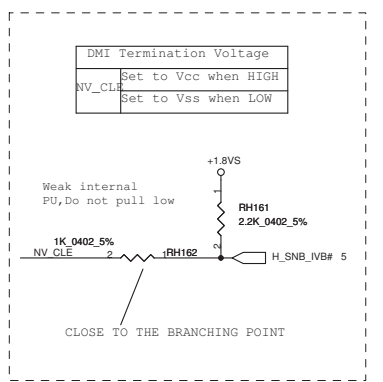 DMI Termination Voltage
NV_CLE
Set to Vcc when HIGH
Set to Vss when LOW
+1.8VS
Weak internal
PU,Do not pull low
1
RH161
2.2K_0402_5%
2
1K_0402_5%
NV_CLE
2
1
RH162
H_SNB_IVB# 5
CLOSE TO THE BRANCHING POINT